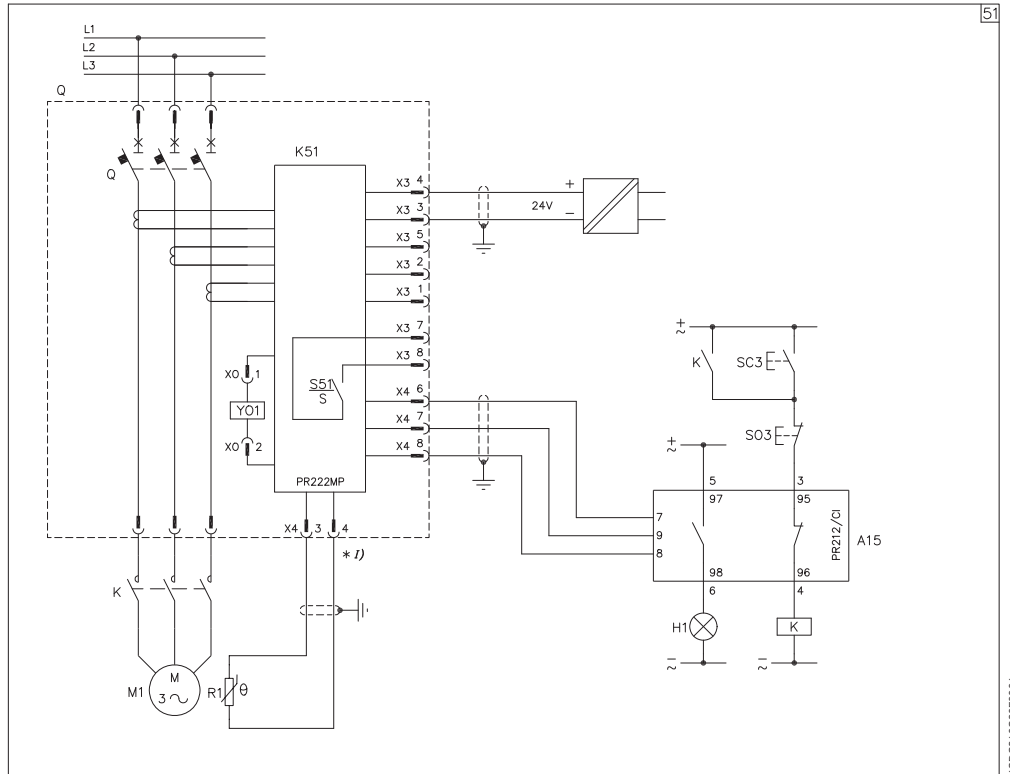 51
L1
L2
L3
Q
Q
K51
X3 4
X3 3
X3 5
X3 2
X3 1
X3 7
X3 8
X4 6
X4 7
X4 8
+
−
24V
X0 1
Y01
X0 2
S51
S
PR222MP
X4 3 4
* I)
K
M1
M
3 ~
R1 θ
+
~
K
SC3
SO3
+
~
5 3
97 95
7
9
8
PR212/CI
A15
98 96
6 4
H1
K
−
~
−
~